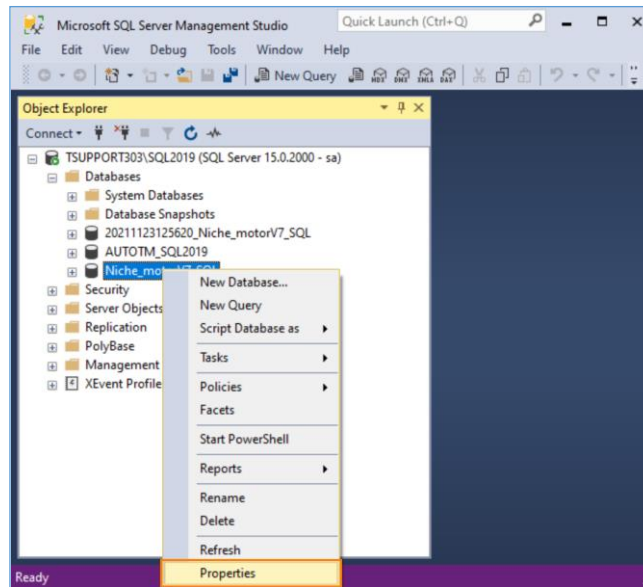 Microsoft SQL Server Management Studio
Quick Launch (Ctrl+Q)
File Edit View Debug Tools Window Help
New Query
Object Explorer
Connect
TSUPPORT303\SQL2019 (SQL Server 15.0.2000 - sa)
Databases
System Databases
Database Snapshots
20211123125620_Niche_motorV7_SQL
AUTOTM_SQL2019
Niche_motorV7_SQL
Security
Server Objects
Replication
PolyBase
Management
XEvent Profile
New Database...
New Query
Script Database as
Tasks
Policies
Facets
Start PowerShell
Reports
Rename
Delete
Refresh
Properties
Ready